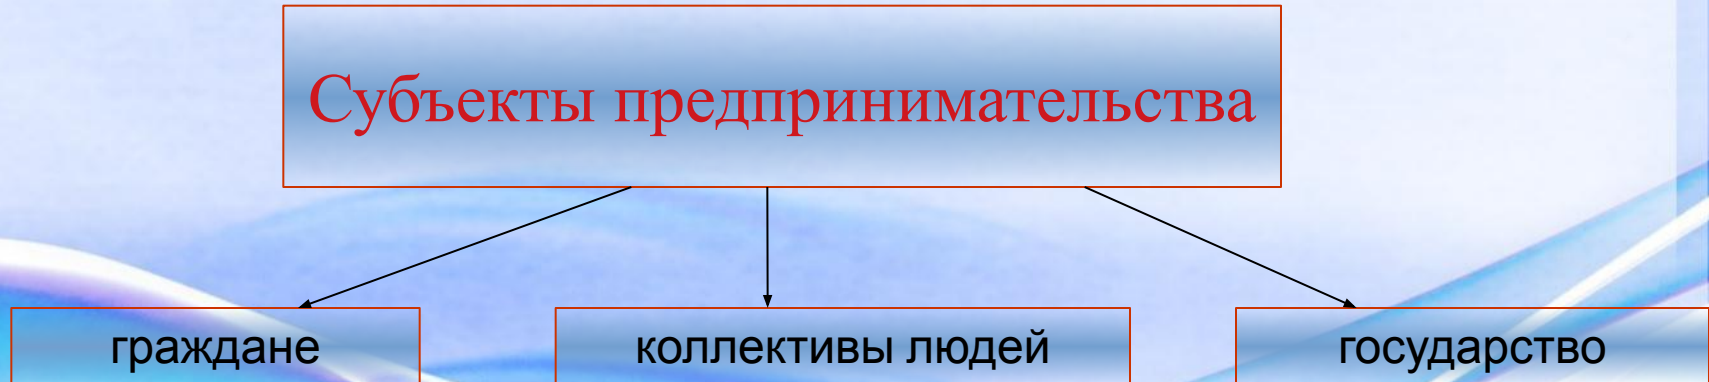 Субъекты предпринимательства
граждане
коллективы людей
государство